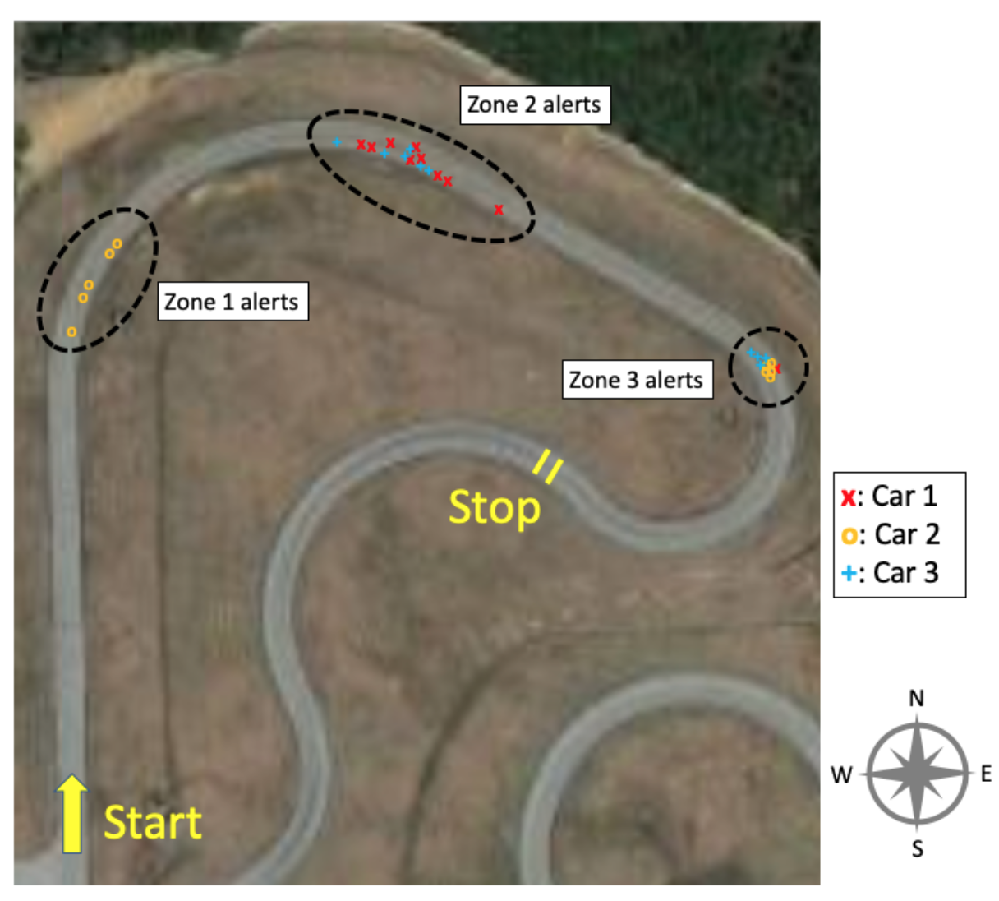 Zone 2 alerts
Zone 1 alerts
Zone 3 alerts
Stop
x: Car 1
o: Car 2
+: Car 3
Start
N
W E
S